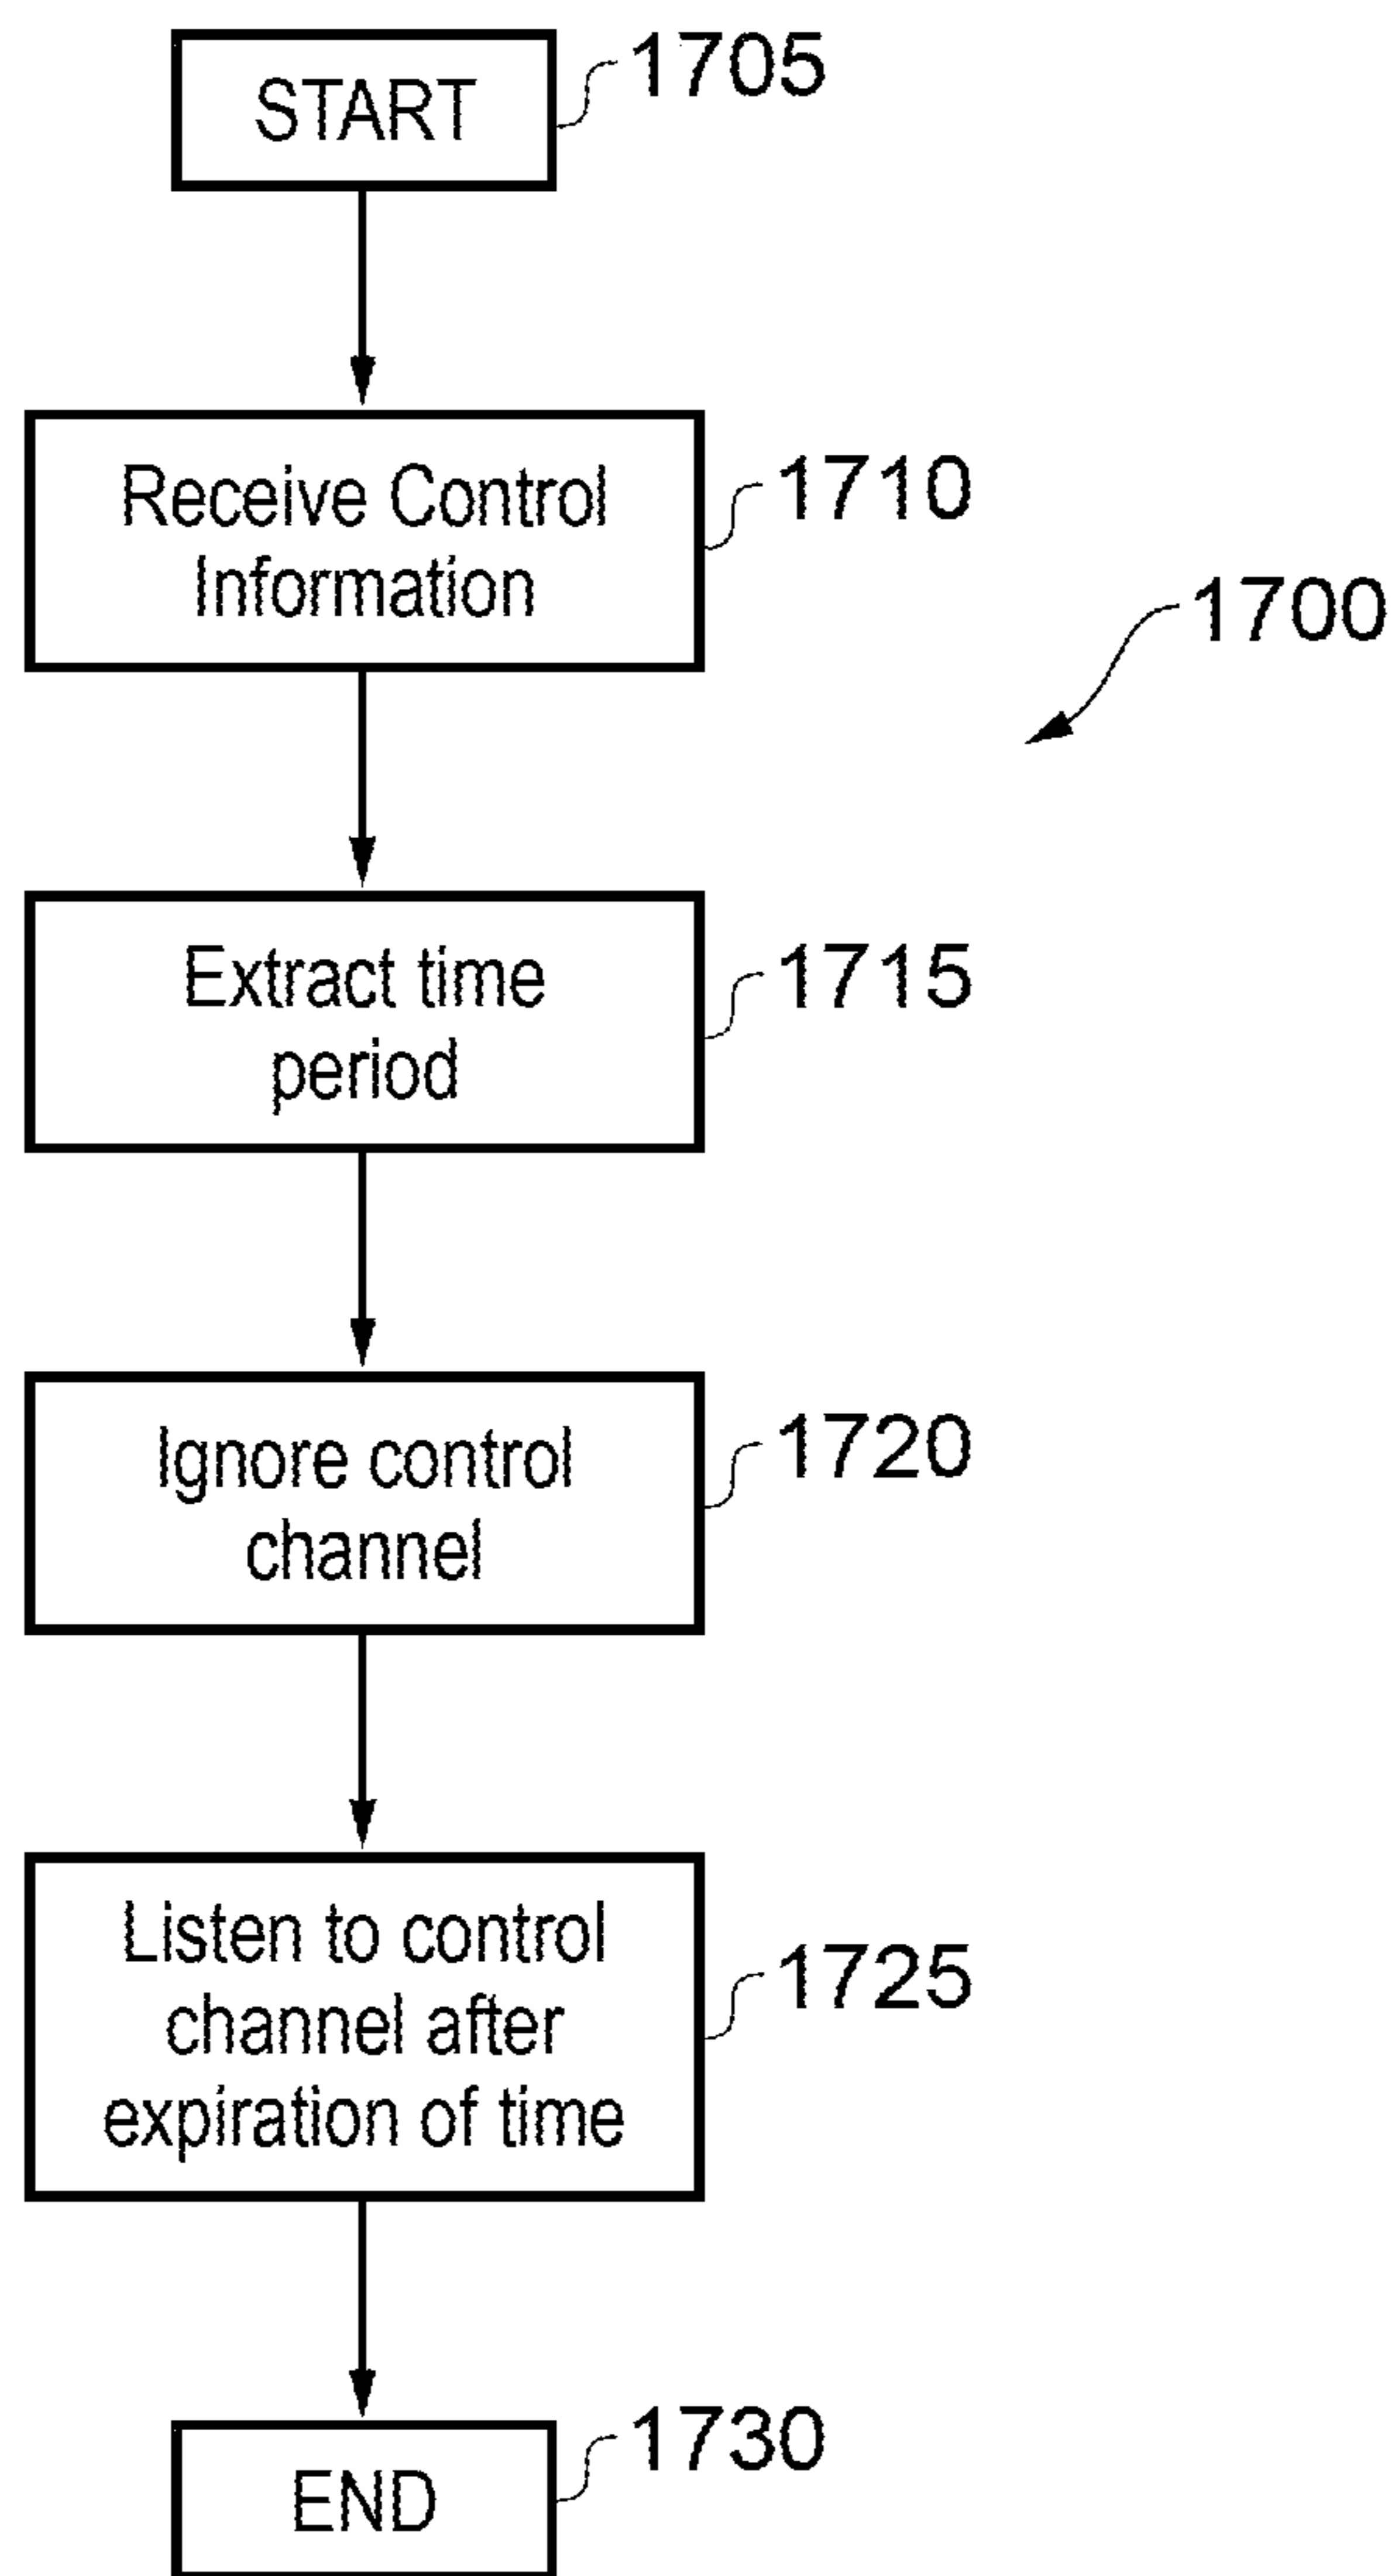 START
1705
Receive Control
Information
1710
1700
Extract time
period
1715
Ignore control
channel
1720
Listen to control
channel after
expiration of time
1725
END
1730